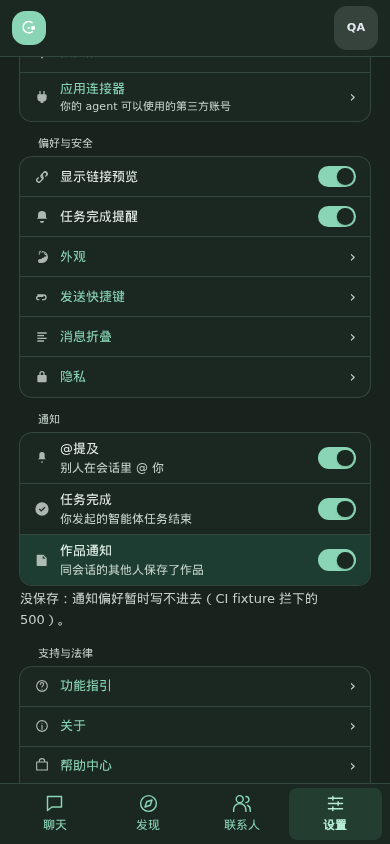 QA
应用连接器
你的 agent 可以使用的第三方账号
偏好与安全
显示链接预览
任务完成提醒
外观
发送快捷键
消息折叠
隐私
通知
@提及
别人在会话里 @ 你
任务完成
你发起的智能体任务结束
作品通知
同会话的其他人保存了作品
没保存：通知偏好暂时写不进去（ CI fixture 拦下的
500 ）。
支持与法律
功能指引
关于
帮助中心
聊天
发现
联系人
设置